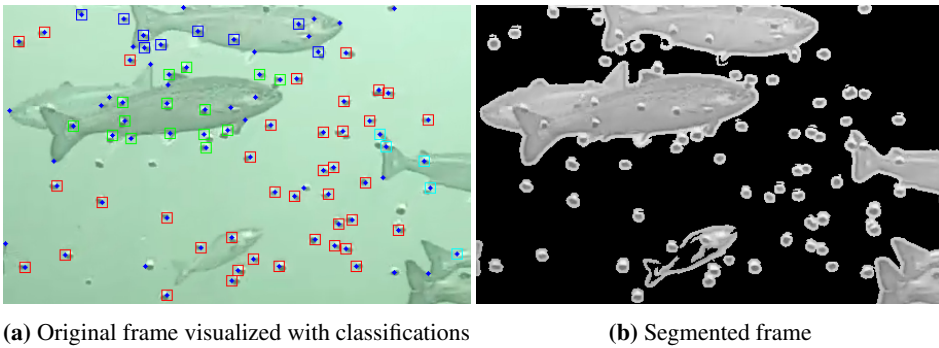 (a) Original frame visualized with classifications
(b) Segmented frame